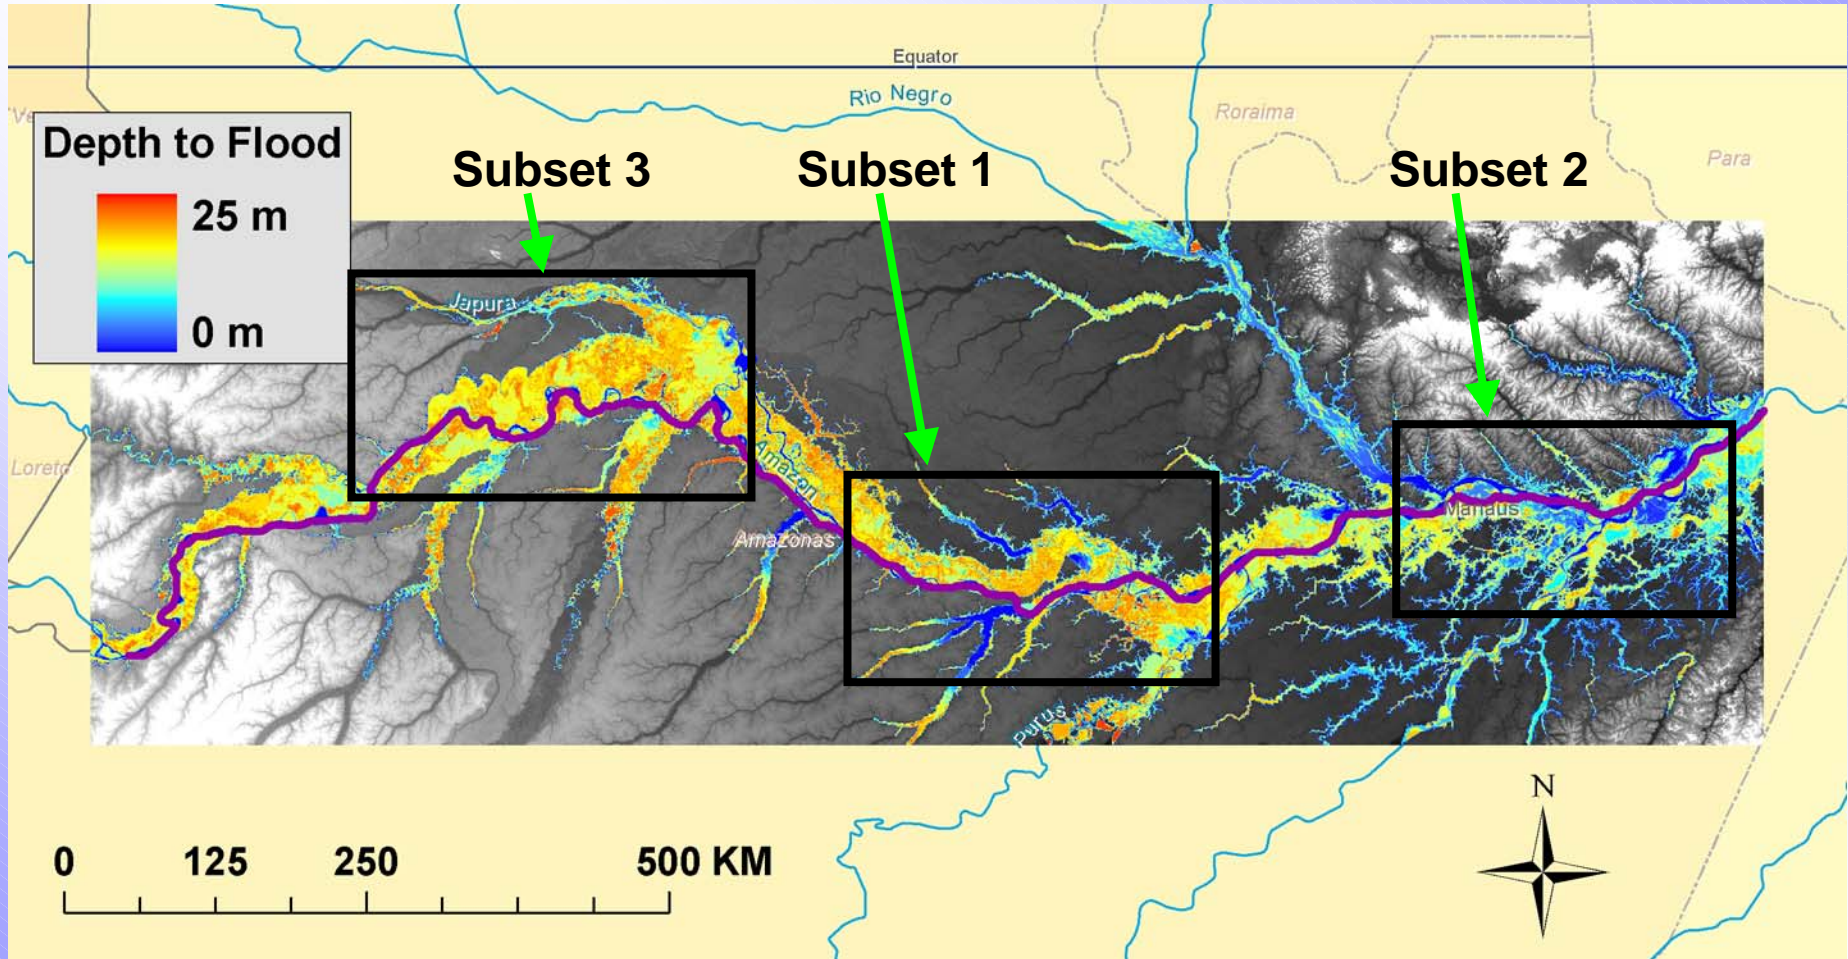 Equator
Rio Negro
Roraima
Para
Depth to Flood
25 m
0 m
Subset 3
Subset 1
Subset 2
Japura
Loreto
Amazon
Amazonas
Manaus
Purus
N
0 125 250 500 KM